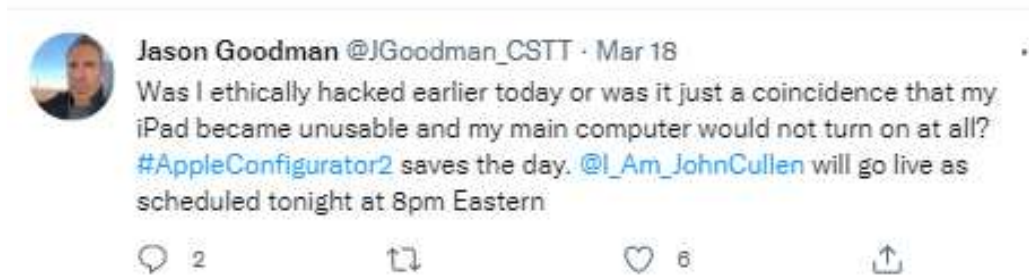 Jason Goodman @JGoodman_CSTT · Mar 18
Was I ethically hacked earlier today or was it just a coincidence that my
iPad became unusable and my main computer would not turn on at all?
#AppleConfigurator2 saves the day. @I_Am_JohnCullen will go live as
scheduled tonight at 8pm Eastern
2 6